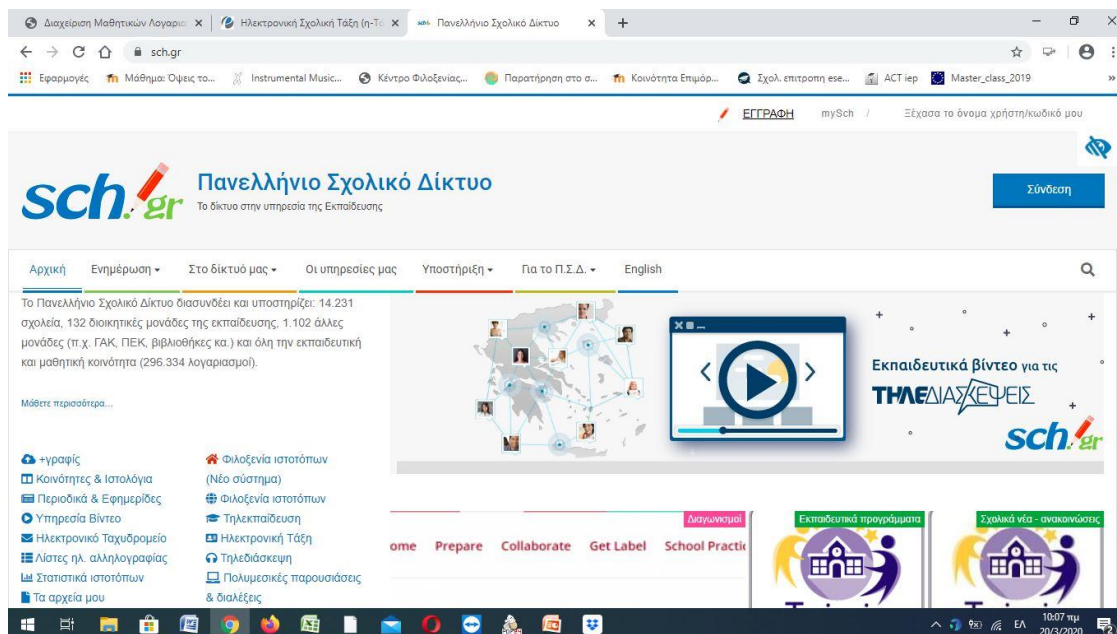 Διαχείριση Μαθητικών Λογαρια
Ηλεκτρονική Σχολική Τάξη (η-Τά
Πανελλήνιο Σχολικό Δίκτυο
sch.gr
Εφαρμογές
Μάθημα: Όψεις το...
Instrumental Music...
Κέντρο Φιλοξενίας...
Παρατήρηση στο σ...
Κοινότητα Επιμόρ...
Σχολ. επιτροπη ese...
ACT iep
Master_class_2019
»
ΕΓΓΡΑΦΗ mySch / Ξέχασα το όνομα χρήστη/κωδικό μου
sch.gr
Πανελλήνιο Σχολικό Δίκτυο
Το δίκτυο στην υπηρεσία της Εκπαίδευσης
Σύνδεση
Αρχική Ενημέρωση Στο δίκτυό μας Οι υπηρεσίες μας Υποστήριξη Για το Π.Σ.Δ. English
Το Πανελλήνιο Σχολικό Δίκτυο διασυνδέει και υποστηρίζει: 14.231
σχολεία, 132 διοικητικές μονάδες της εκπαίδευσης, 1.102 άλλες
μονάδες (π.χ. ΓΑΚ, ΠΕΚ, βιβλιοθήκες κα.) και όλη την εκπαιδευτική
και μαθητική κοινότητα (296.334 λογαριασμοί).
Μάθετε περισσότερα...
+γραφίς
Κοινότητες & Ιστολόγια
Περιοδικά & Εφημερίδες
Υπηρεσία Βίντεο
Ηλεκτρονικό Ταχυδρομείο
Λίστες ηλ. αλληλογραφίας
Στατιστικά ιστοτόπων
Τα αρχεία μου
Φιλοξενία ιστοτόπων
(Νέο σύστημα)
Φιλοξενία ιστοτόπων
Τηλεκπαίδευση
Ηλεκτρονική Τάξη
Τηλεδιάσκεψη
Πολυμεσικές παρουσιάσεις
& διαλέξεις
Εκπαιδευτικά βίντεο για τις
ΤΗΛΕΔΙΑΣΚΕΨΕΙΣ
sch.gr
Διαγωνισμοί
ome Prepare Collaborate Get Label School Practic
Εκπαιδευτικά προγράμματα
Σχολικά νέα - ανακοινώσεις
ΕΛ
10:07 πμ
20/3/2020